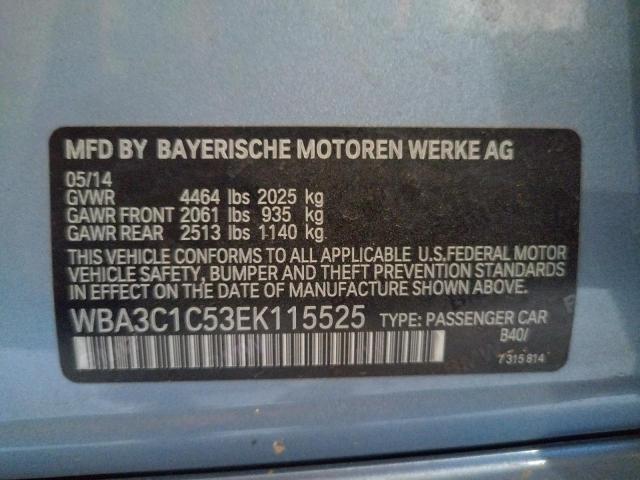 MFD BY BAYERISCHE MOTOREN WERKE AG
05/14
GVWR 4464 lbs 2025 kg
GAWR FRONT 2061 lbs 935 kg
GAWR REAR 2513 lbs 1140 kg
THIS VEHICLE CONFORMS TO ALL APPLICABLE U.S.FEDERAL MOTOR
VEHICLE SAFETY, BUMPER AND THEFT PREVENTION STANDARDS
IN EFFECT ON THE DATE OF MANUFACTURE SHOWN ABOVE.
WBA3C1C53EK115525 TYPE: PASSENGER CAR
B40/
7315814